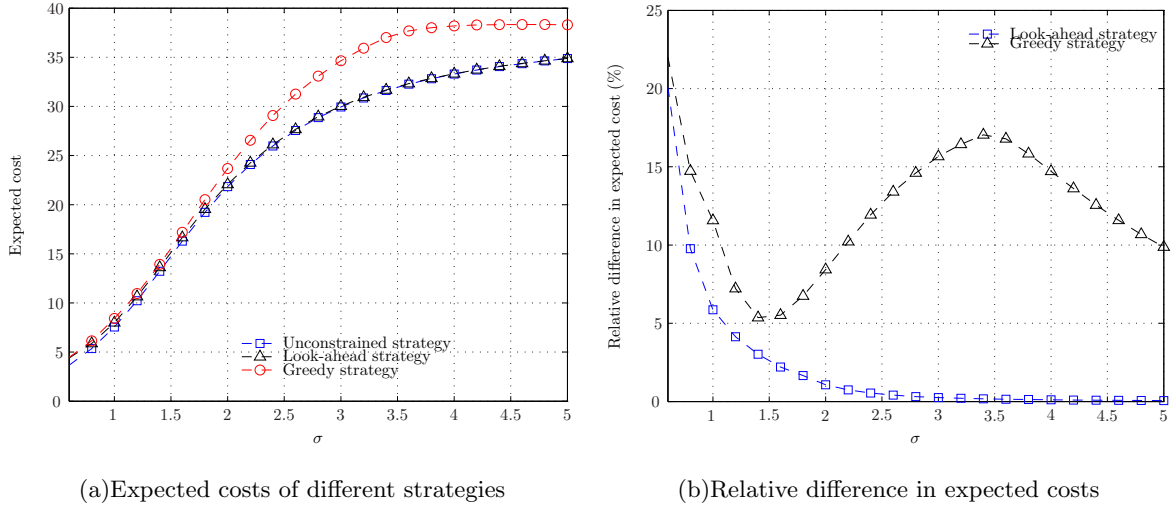 40
35
30
25
20
15
10
5
0
Expected cost
1 1.5 2 2.5 3 3.5 4 4.5 5
σ
Unconstrained strategy
Look-ahead strategy
Greedy strategy
(a)Expected costs of different strategies
25
20
15
10
5
0
Relative difference in expected cost (%)
1 1.5 2 2.5 3 3.5 4 4.5 5
σ
Look-ahead strategy
Greedy strategy
(b)Relative difference in expected costs